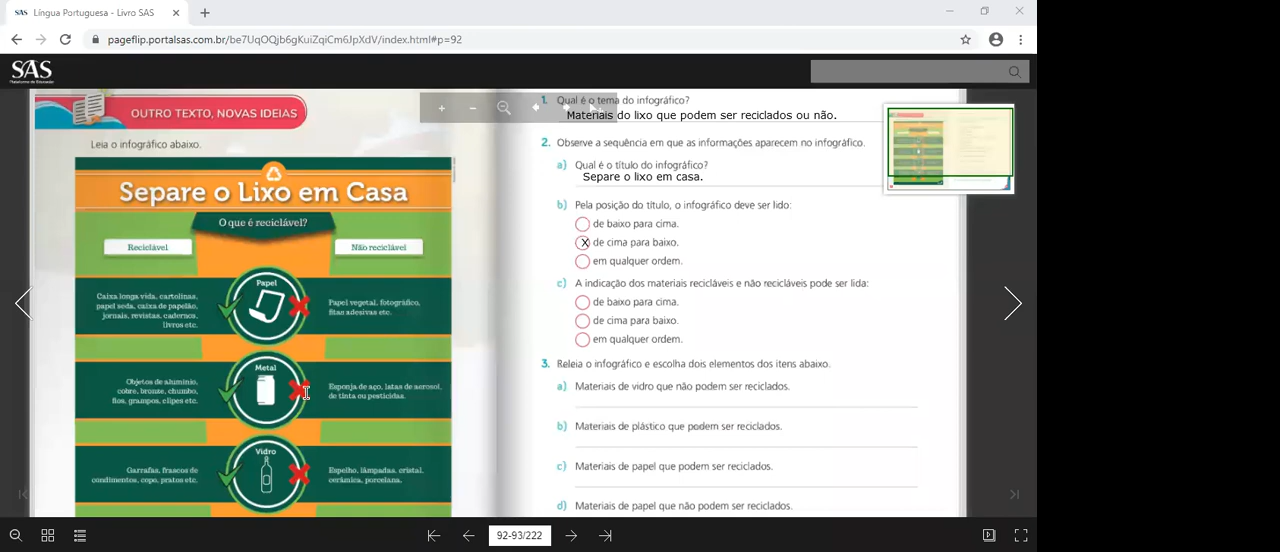 SAS Língua Portuguesa - Livro SAS
pageflip.portalsas.com.br/be7UqOQjb6gKuiZqiCm6JpXdV/index.html#p=92
SAS
Plataforma de Educação
OUTRO TEXTO, NOVAS IDEIAS
Leia o infográfico abaixo.
Separe o Lixo em Casa
O que é reciclável?
Reciclável
Não reciclável
Papel
Caixa longa vida, cartolinas,
papel seda, caixa de papelão,
jornais, revistas, cadernos,
livros etc.
Papel vegetal, fotográfico,
fitas adesivas etc.
Metal
Objetos de alumínio,
cobre, bronze, chumbo,
fios, grampos, clipes etc.
Esponja de aço, latas de aerosol,
de tinta ou pesticidas.
Vidro
Garrafas, frascos de
condimentos, copo, pratos etc.
Espelho, lâmpadas, cristal,
cerâmica, porcelana.
1. Qual é o tema do infográfico?
Materiais do lixo que podem ser reciclados ou não.
2. Observe a sequência em que as informações aparecem no infográfico.
a) Qual é o título do infográfico?
Separe o lixo em casa.
b) Pela posição do título, o infográfico deve ser lido:
de baixo para cima.
X de cima para baixo.
em qualquer ordem.
c) A indicação dos materiais recicláveis e não recicláveis pode ser lida:
de baixo para cima.
de cima para baixo.
em qualquer ordem.
3. Releia o infográfico e escolha dois elementos dos itens abaixo.
a) Materiais de vidro que não podem ser reciclados.
b) Materiais de plástico que podem ser reciclados.
c) Materiais de papel que podem ser reciclados.
d) Materiais de papel que não podem ser reciclados.
92-93/222